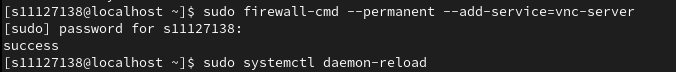 [s11127138@localhost ~]$ sudo firewall-cmd --permanent --add-service=vnc-server
[sudo] password for s11127138:
success
[s11127138@localhost ~]$ sudo systemctl daemon-reload